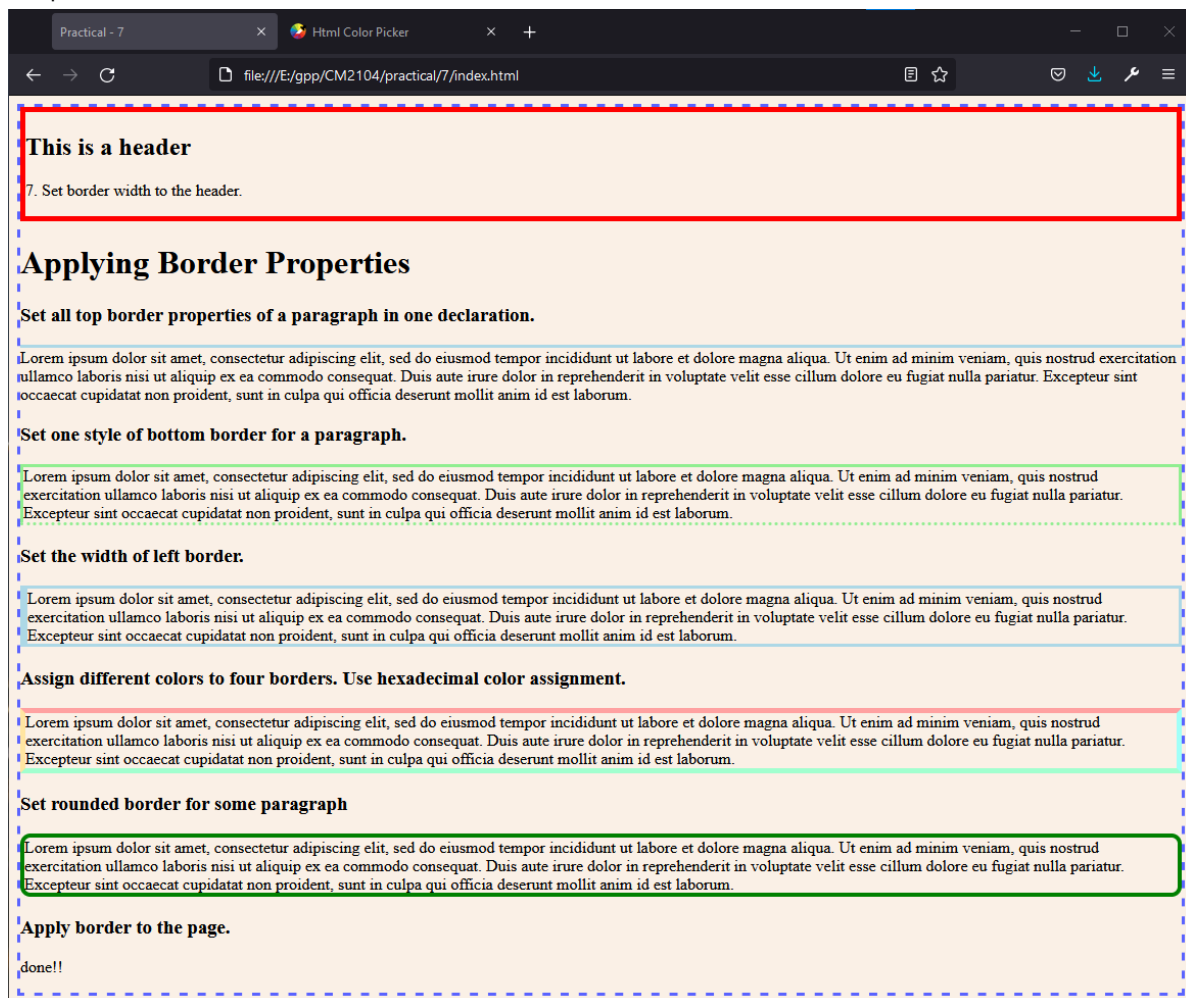 Practical - 7
Html Color Picker
file:///E:/gpp/CM2104/practical/7/index.html
This is a header
7. Set border width to the header.
Applying Border Properties
Set all top border properties of a paragraph in one declaration.
Lorem ipsum dolor sit amet, consectetur adipiscing elit, sed do eiusmod tempor incididunt ut labore et dolore magna aliqua. Ut enim ad minim veniam, quis nostrud exercitation
ullamco laboris nisi ut aliquip ex ea commodo consequat. Duis aute irure dolor in reprehenderit in voluptate velit esse cillum dolore eu fugiat nulla pariatur. Excepteur sint
occaecat cupidatat non proident, sunt in culpa qui officia deserunt mollit anim id est laborum.
Set one style of bottom border for a paragraph.
Lorem ipsum dolor sit amet, consectetur adipiscing elit, sed do eiusmod tempor incididunt ut labore et dolore magna aliqua. Ut enim ad minim veniam, quis nostrud
exercitation ullamco laboris nisi ut aliquip ex ea commodo consequat. Duis aute irure dolor in reprehenderit in voluptate velit esse cillum dolore eu fugiat nulla pariatur.
Excepteur sint occaecat cupidatat non proident, sunt in culpa qui officia deserunt mollit anim id est laborum.
Set the width of left border.
Lorem ipsum dolor sit amet, consectetur adipiscing elit, sed do eiusmod tempor incididunt ut labore et dolore magna aliqua. Ut enim ad minim veniam, quis nostrud
exercitation ullamco laboris nisi ut aliquip ex ea commodo consequat. Duis aute irure dolor in reprehenderit in voluptate velit esse cillum dolore eu fugiat nulla pariatur.
Excepteur sint occaecat cupidatat non proident, sunt in culpa qui officia deserunt mollit anim id est laborum.
Assign different colors to four borders. Use hexadecimal color assignment.
Lorem ipsum dolor sit amet, consectetur adipiscing elit, sed do eiusmod tempor incididunt ut labore et dolore magna aliqua. Ut enim ad minim veniam, quis nostrud
exercitation ullamco laboris nisi ut aliquip ex ea commodo consequat. Duis aute irure dolor in reprehenderit in voluptate velit esse cillum dolore eu fugiat nulla pariatur.
Excepteur sint occaecat cupidatat non proident, sunt in culpa qui officia deserunt mollit anim id est laborum.
Set rounded border for some paragraph
Lorem ipsum dolor sit amet, consectetur adipiscing elit, sed do eiusmod tempor incididunt ut labore et dolore magna aliqua. Ut enim ad minim veniam, quis nostrud
exercitation ullamco laboris nisi ut aliquip ex ea commodo consequat. Duis aute irure dolor in reprehenderit in voluptate velit esse cillum dolore eu fugiat nulla pariatur.
Excepteur sint occaecat cupidatat non proident, sunt in culpa qui officia deserunt mollit anim id est laborum.
Apply border to the page.
done!!